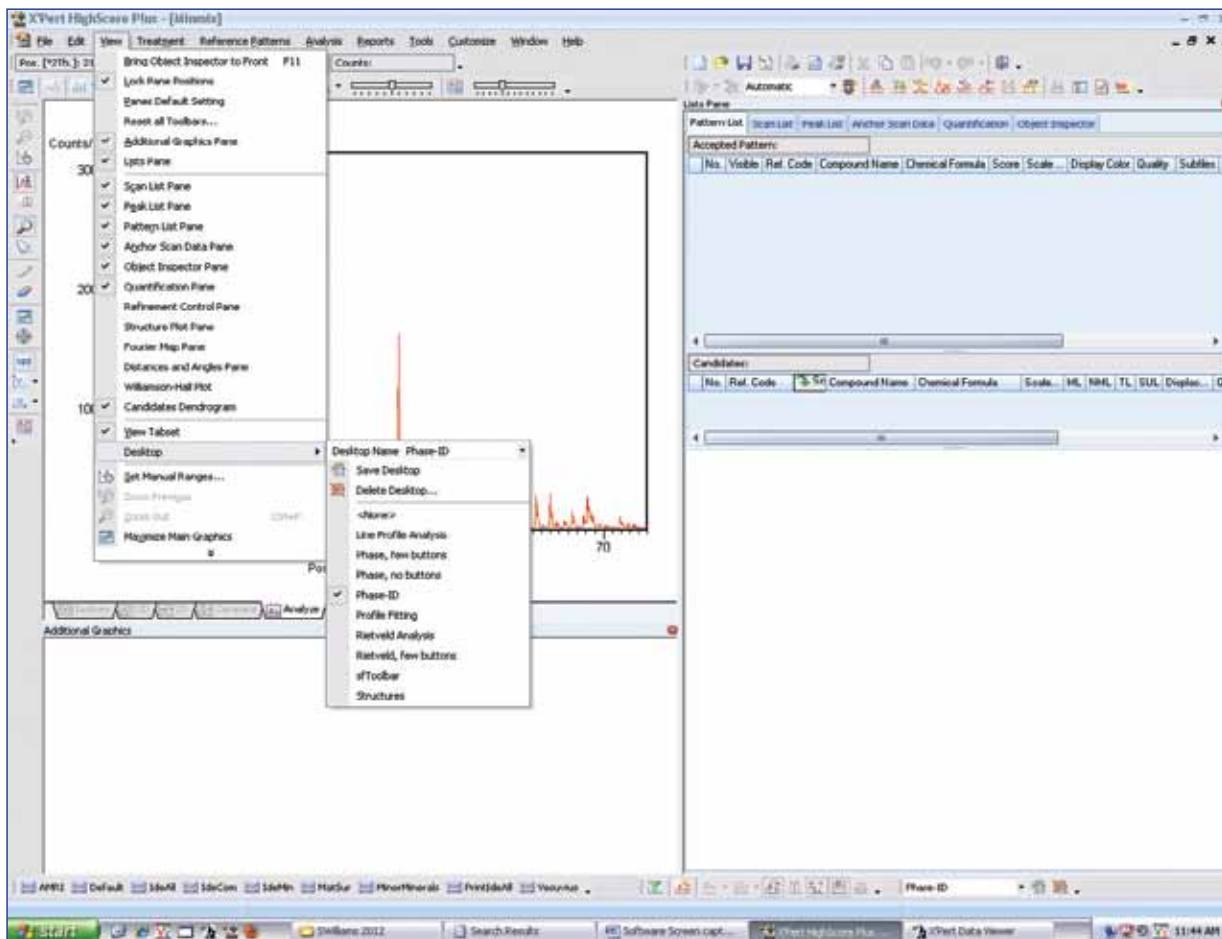 X'Pert HighScore Plus - [Minmix]
File Edit View Treatment Reference Patterns Analysis Reports Tools Customize Window Help
Pos. [°2Th.]:
Counts:
Bring Object Inspector to Front F11
Lock Pane Positions
Panes Default Setting
Reset all Toolbars...
Additional Graphics Pane
Lists Pane
Scan List Pane
Peak List Pane
Pattern List Pane
Anchor Scan Data Pane
Object Inspector Pane
Quantification Pane
Refinement Control Pane
Structure Plot Pane
Fourier Map Pane
Distances and Angles Pane
Williamson-Hall Plot
Candidates Dendrogram
View Tabset
Desktop
Set Manual Ranges...
Zoom Previous
Zoom Out
Maximize Main Graphics
Desktop Name Phase-ID
Save Desktop
Delete Desktop...
<None>
Line Profile Analysis
Phase, few buttons
Phase, no buttons
Phase-ID
Profile Fitting
Rietveld Analysis
Rietveld, few buttons
sfToolbar
Structures
Counts/
70
Analyze
Additional Graphics
Automatic
Lists Pane
Pattern List Scan List Peak List Anchor Scan Data Quantification Object Inspector
Accepted Pattern:
No. Visible Ref. Code Compound Name Chemical Formula Score Scale ... Display Color Quality Subfiles
Candidates:
No. Ref. Code Compound Name Chemical Formula Scale... ML NML TL SUL Display...
AMRI Default IdeAll IdeCom IdeMin MatSur MinorMinerals PrintIdeAll Vesuvius
Phase-ID
start SWilliams 2012 Search Results Software Screen capt... X'Pert HighScore Plus ... X'Pert Data Viewer 11:44 AM